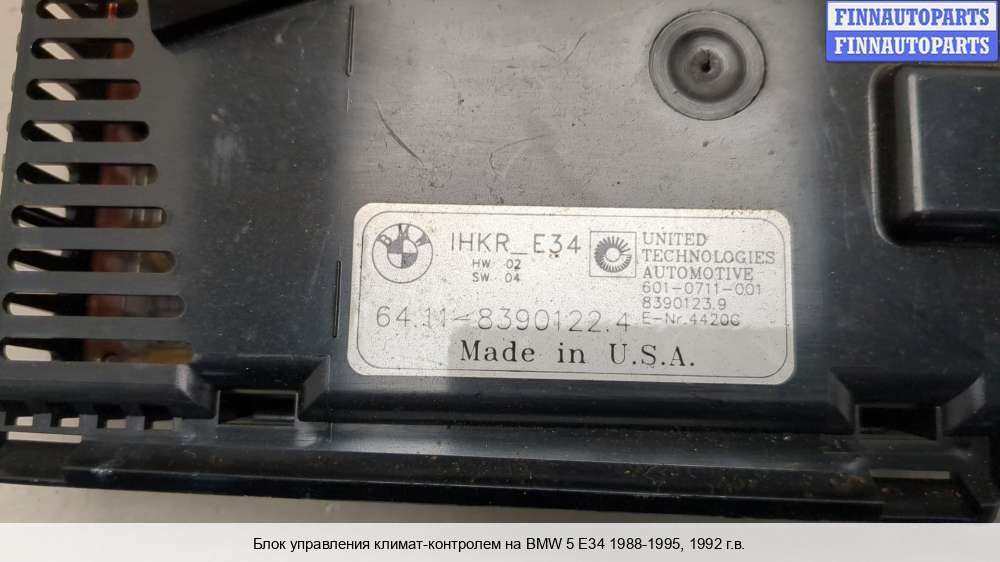 FINNAUTOPARTS
FINNAUTOPARTS
BMW
IHKR_E34
HW 02
SW 04
UNITED
TECHNOLOGIES
AUTOMOTIVE
601-0711-001
8390123.9
E-Nr.4420C
64.11-8390122.4
Made in U.S.A.
Блок управления климат-контролем на BMW 5 E34 1988-1995, 1992 г.в.